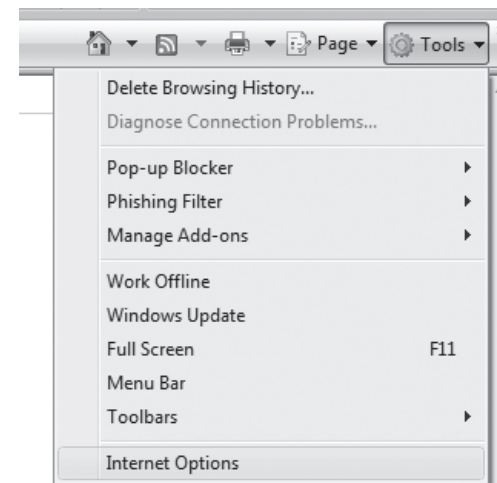 Page Tools
Delete Browsing History...
Diagnose Connection Problems...
Pop-up Blocker
Phishing Filter
Manage Add-ons
Work Offline
Windows Update
Full Screen F11
Menu Bar
Toolbars
Internet Options